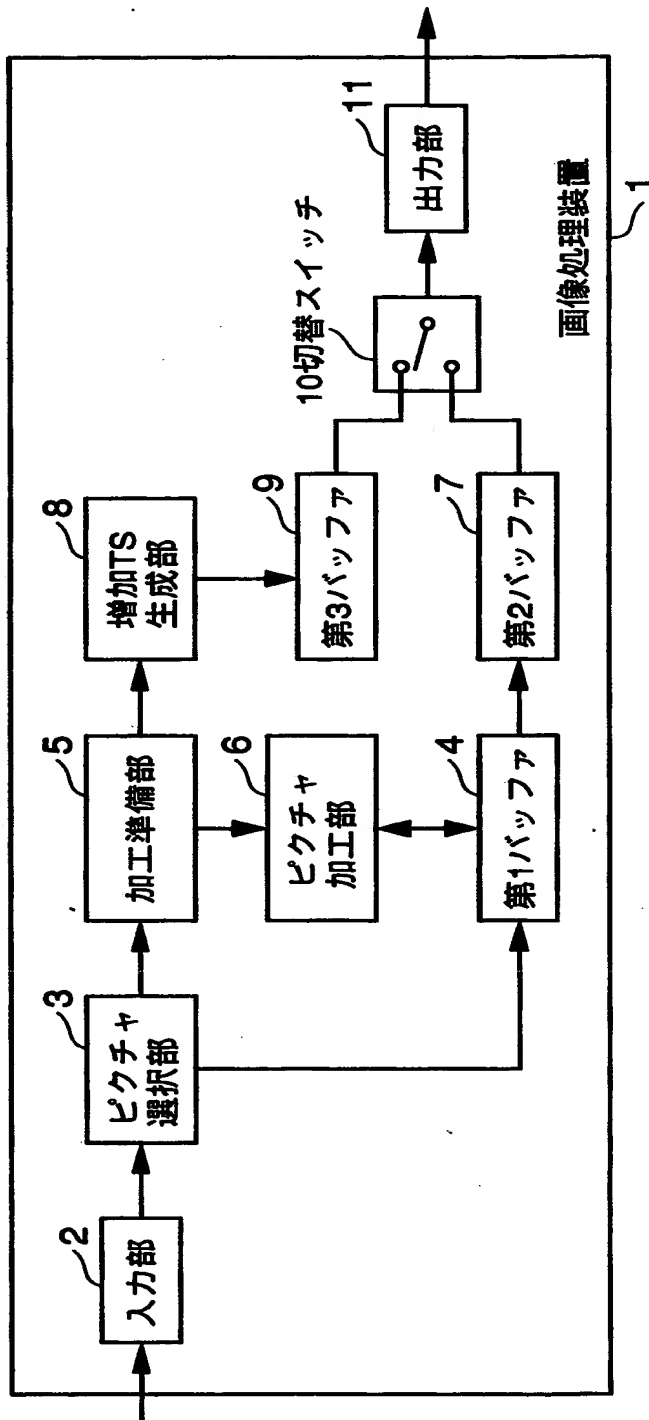 2
入力部
3
ピクチャ
選択部
5
加工準備部
8
増加TS
生成部
6
ピクチャ
加工部
9
第3バッファ
4
第1バッファ
7
第2バッファ
10切替スイッチ
11
出力部
画像処理装置
1